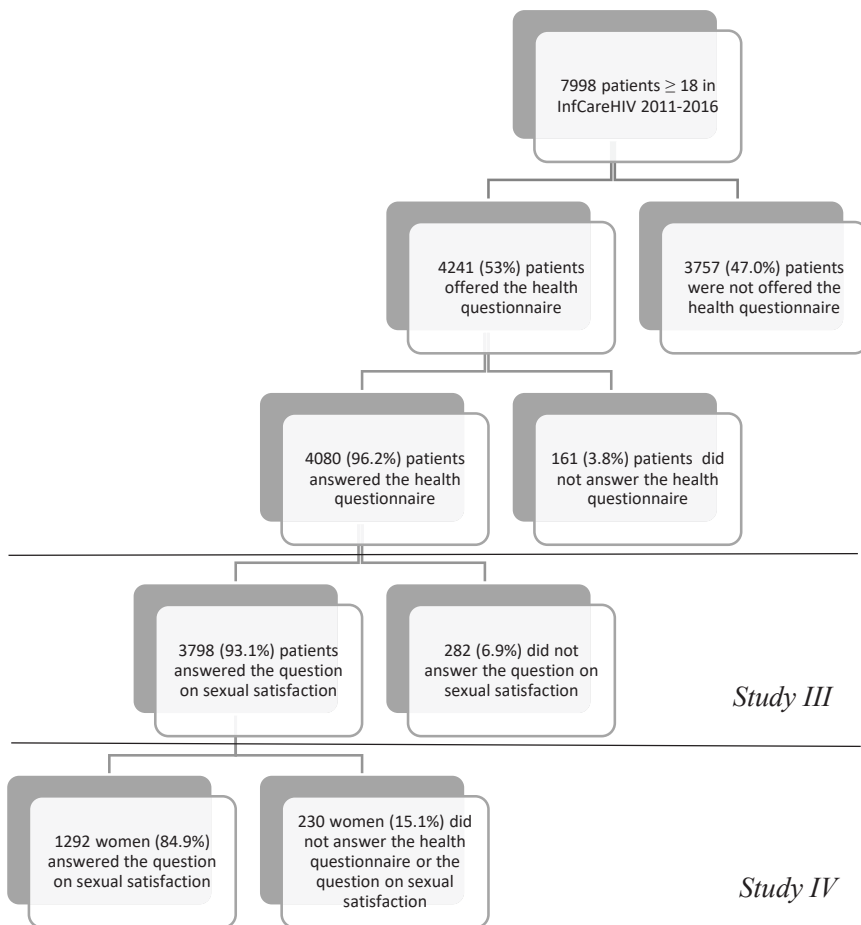 7998 patients ≥ 18 in
InfCareHIV 2011-2016
4241 (53%) patients
offered the health
questionnaire
3757 (47.0%) patients
were not offered the
health questionnaire
4080 (96.2%) patients
answered the health
questionnaire
161 (3.8%) patients did
not answer the health
questionnaire
3798 (93.1%) patients
answered the question
on sexual satisfaction
282 (6.9%) did not
answer the question on
sexual satisfaction
Study III
1292 women (84.9%)
answered the question
on sexual satisfaction
230 women (15.1%) did
not answer the health
questionnaire or the
question on sexual
satisfaction
Study IV